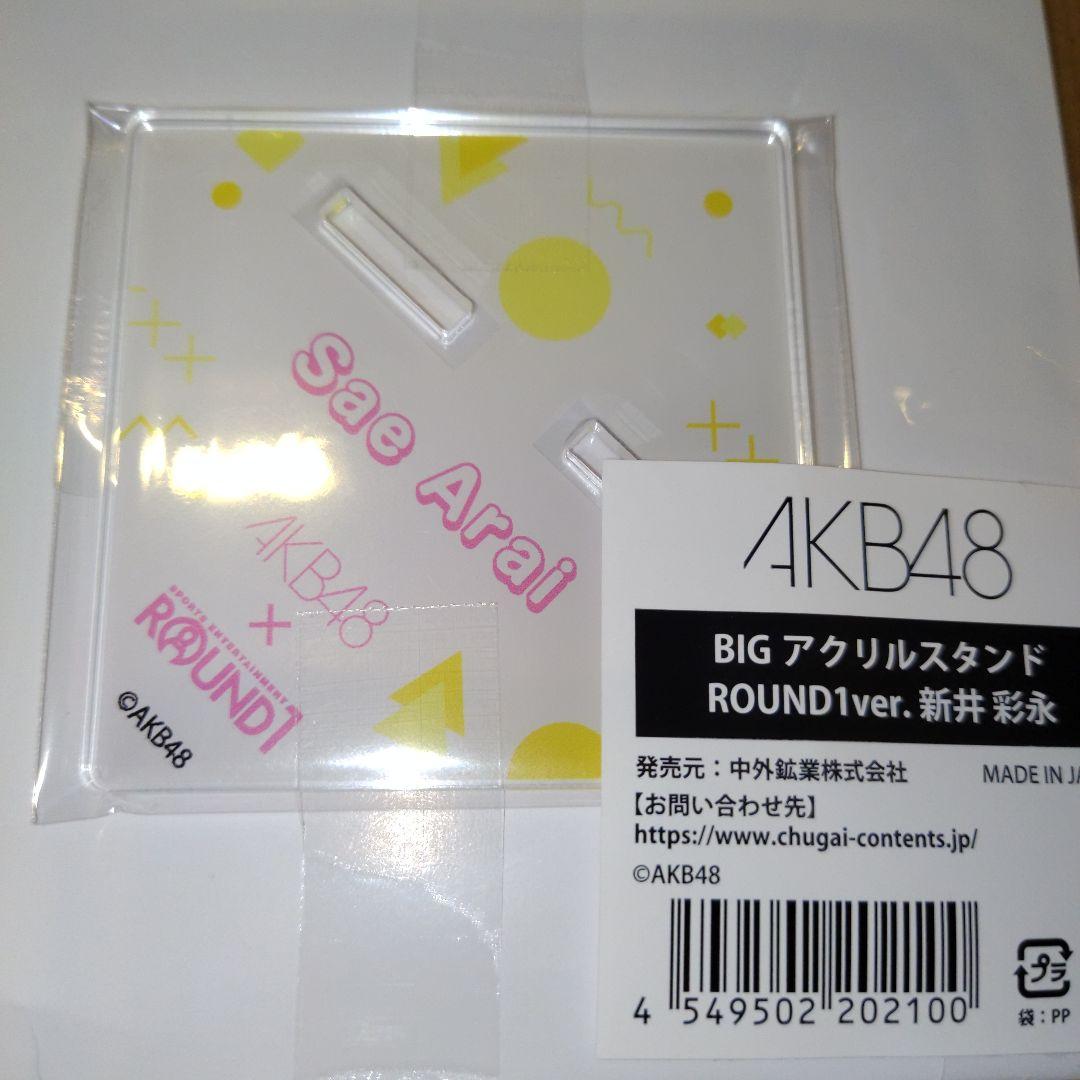 Sae Arai
AKB48
+
SPORTS ENTERTAINMENT
ROUND1
©AKB48
AKB48
BIG アクリルスタンド
ROUND1ver. 新井 彩永
発売元：中外鉱業株式会社
MADE IN JA
【お問い合わせ先】
https://www.chugai-contents.jp/
©AKB48
4 549502 202100
プラ
袋：PP